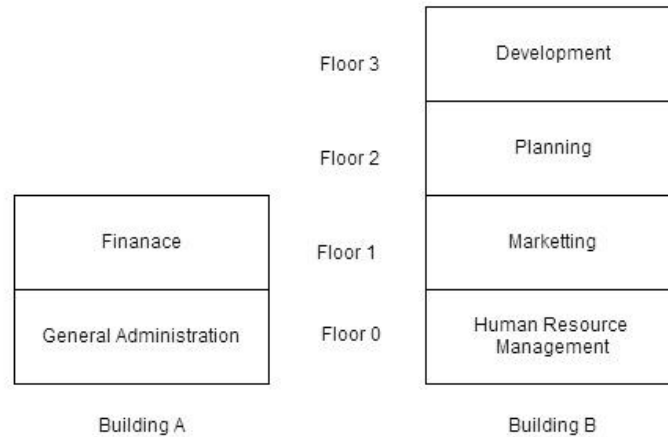 Floor 3
Development
Floor 2
Planning
Finanace
Floor 1
Marketting
General Administration
Floor 0
Human Resource
Management
Building A
Building B